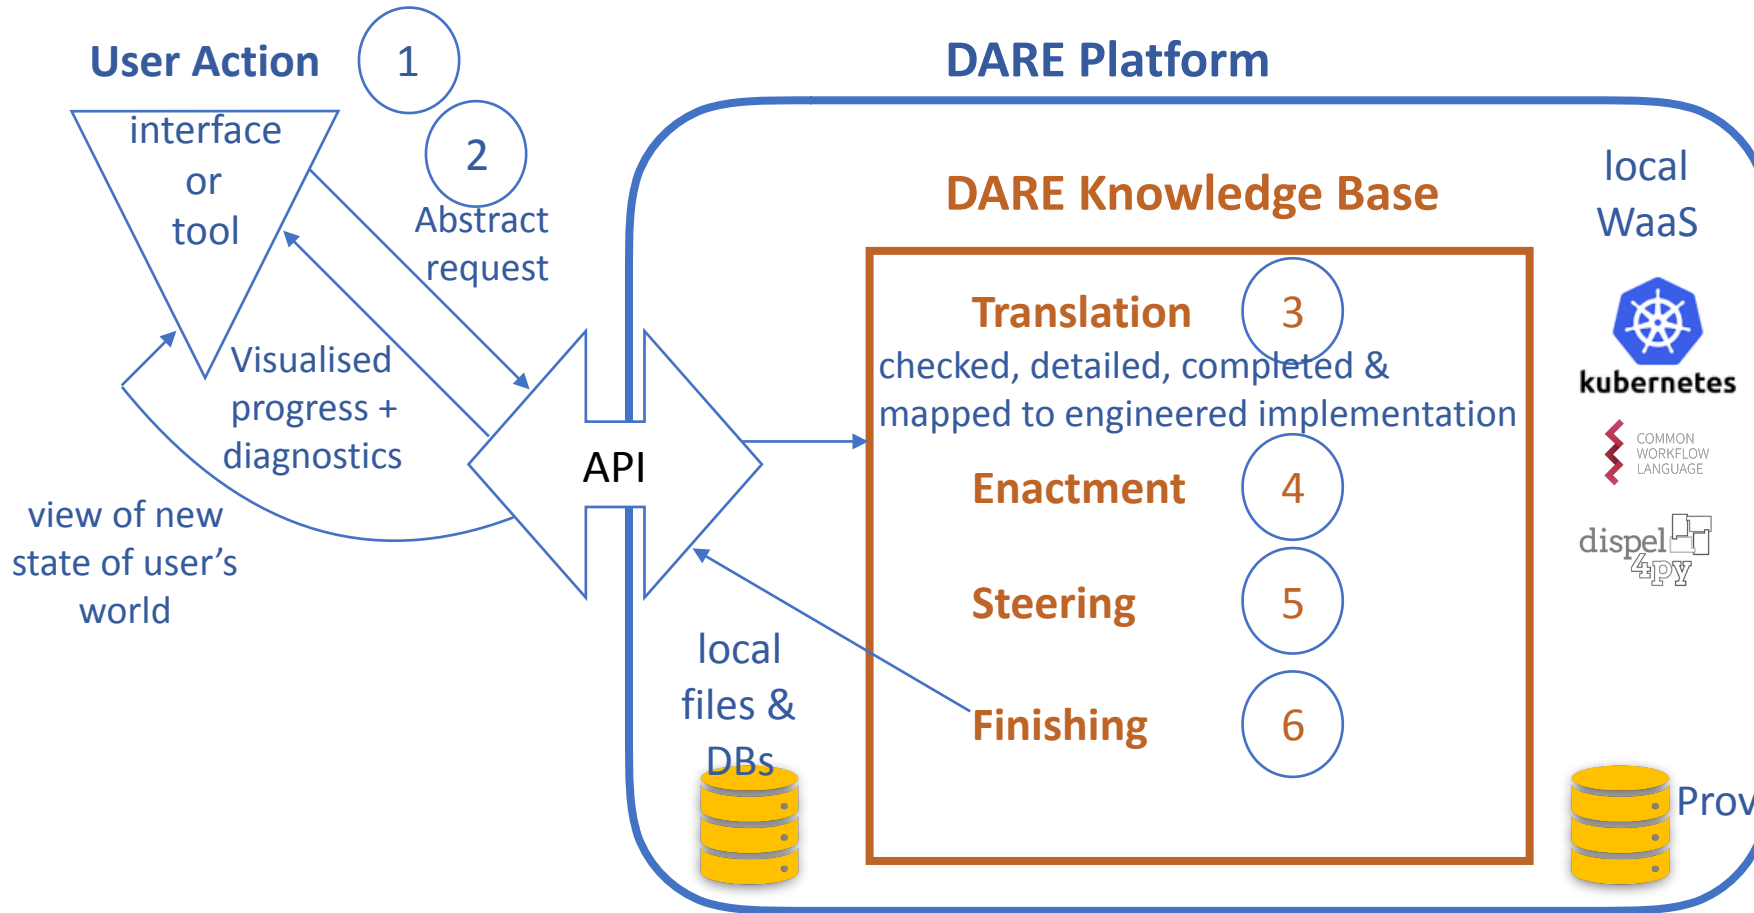 User Action
1
interface
or
tool
2
Abstract
request
Visualised
progress +
diagnostics
view of new
state of user's
world
API
DARE Platform
DARE Knowledge Base
Translation
3
checked, detailed, completed &
mapped to engineered implementation
Enactment
4
Steering
5
Finishing
6
local
files &
DBs
local
WaaS
kubernetes
COMMON
WORKFLOW
LANGUAGE
dispel
4py
Prov